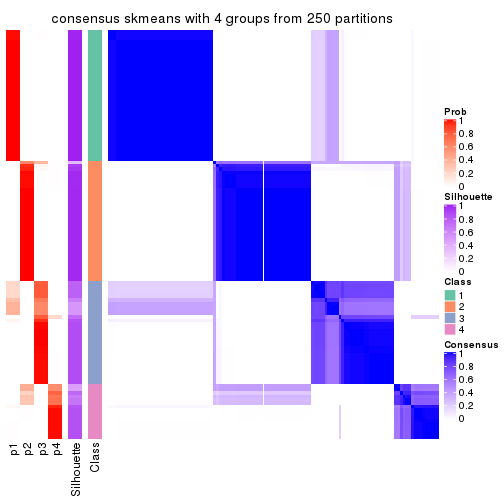 consensus skmeans with 4 groups from 250 partitions
Prob
1
0.8
0.6
0.4
0.2
0
Silhouette
1
0.8
0.6
0.4
0.2
0
Class
1
2
3
4
Consensus
1
0.8
0.6
0.4
0.2
0
p1
p2
p3
p4
Silhouette
Class